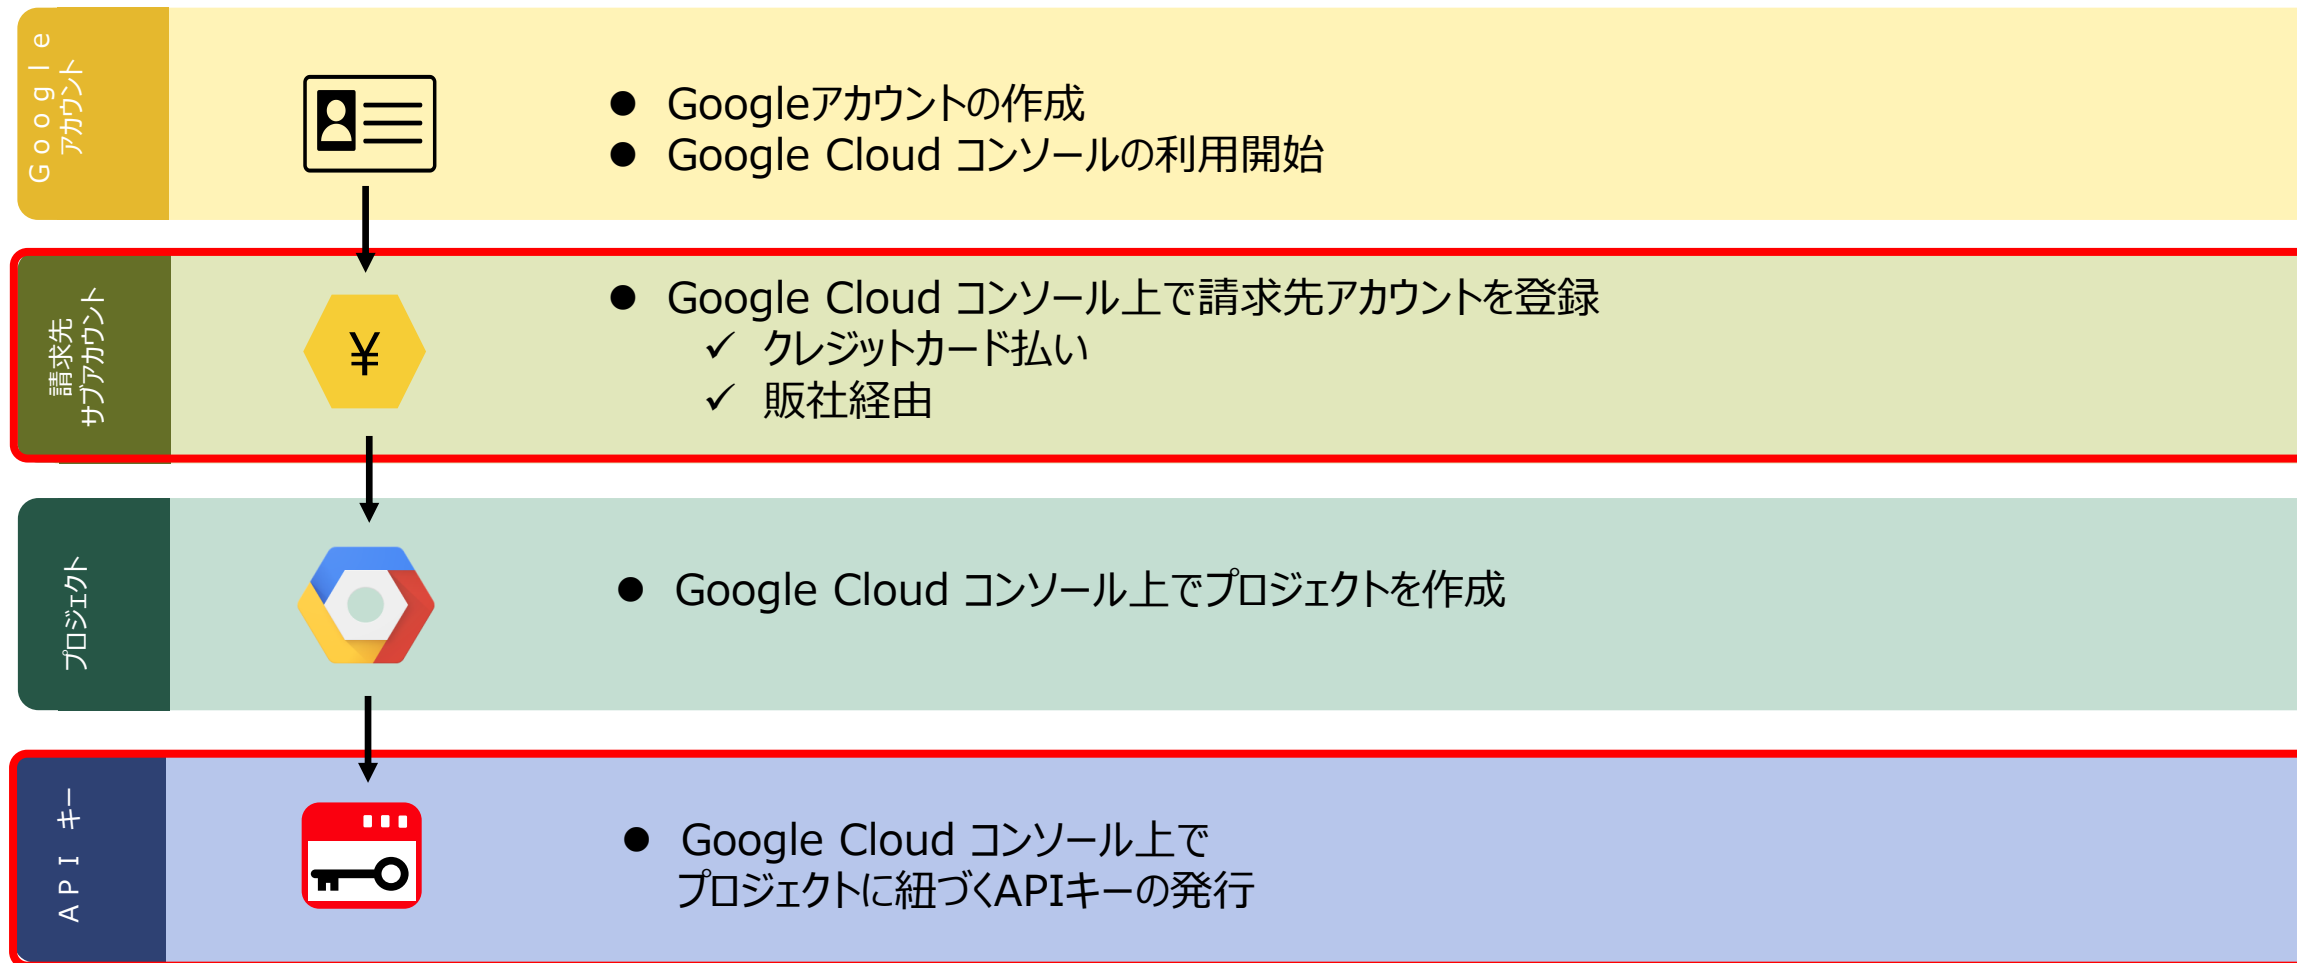 Google
アカウント
● Googleアカウントの作成
● Google Cloud コンソールの利用開始
請求先
サブアカウント
¥
● Google Cloud コンソール上で請求先アカウントを登録
✓ クレジットカード払い
✓ 販社経由
プロジェクト
● Google Cloud コンソール上でプロジェクトを作成
API キー
● Google Cloud コンソール上で
プロジェクトに紐づくAPIキーの発行